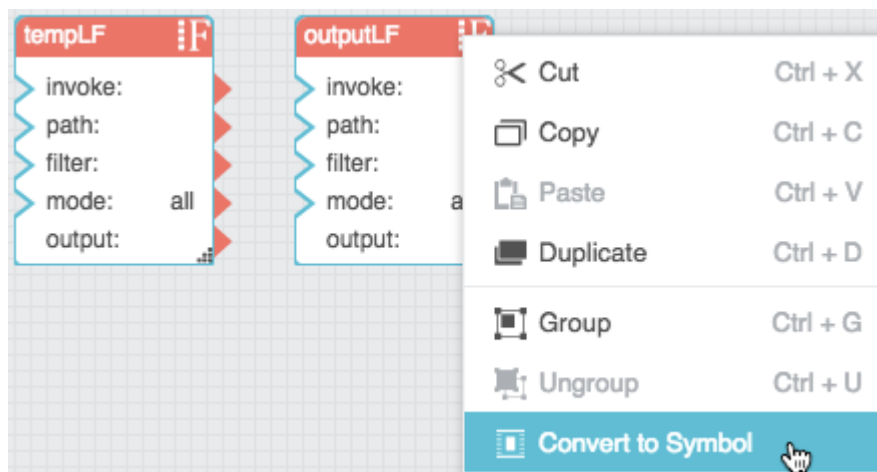 tempLF F
invoke:
path:
filter:
mode: all
output:
outputLF
invoke:
path:
filter:
mode:
output:
Cut Ctrl + X
Copy Ctrl + C
Paste Ctrl + V
Duplicate Ctrl + D
Group Ctrl + G
Ungroup Ctrl + U
Convert to Symbol